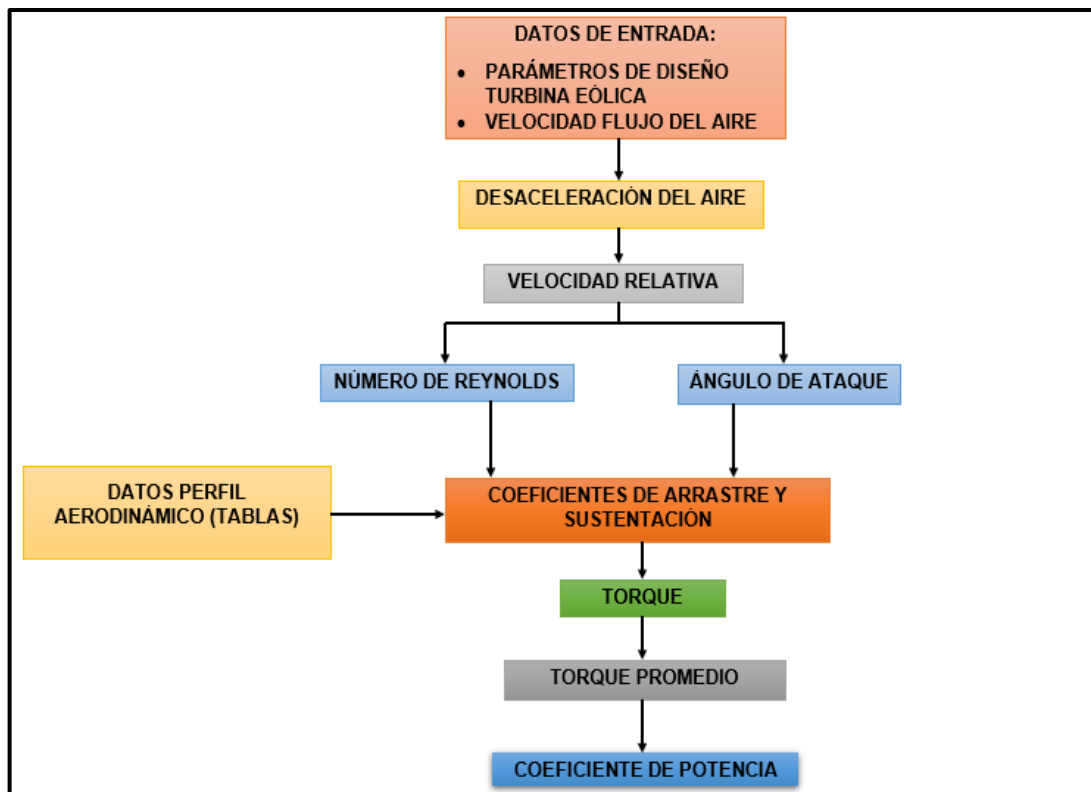 DATOS DE ENTRADA:
• PARÁMETROS DE DISEÑO
TURBINA EÓLICA
• VELOCIDAD FLUJO DEL AIRE
DESACELERACIÓN DEL AIRE
VELOCIDAD RELATIVA
NÚMERO DE REYNOLDS
ÁNGULO DE ATAQUE
DATOS PERFIL
AERODINÁMICO (TABLAS)
COEFICIENTES DE ARRASTRE Y
SUSTENTACIÓN
TORQUE
TORQUE PROMEDIO
COEFICIENTE DE POTENCIA